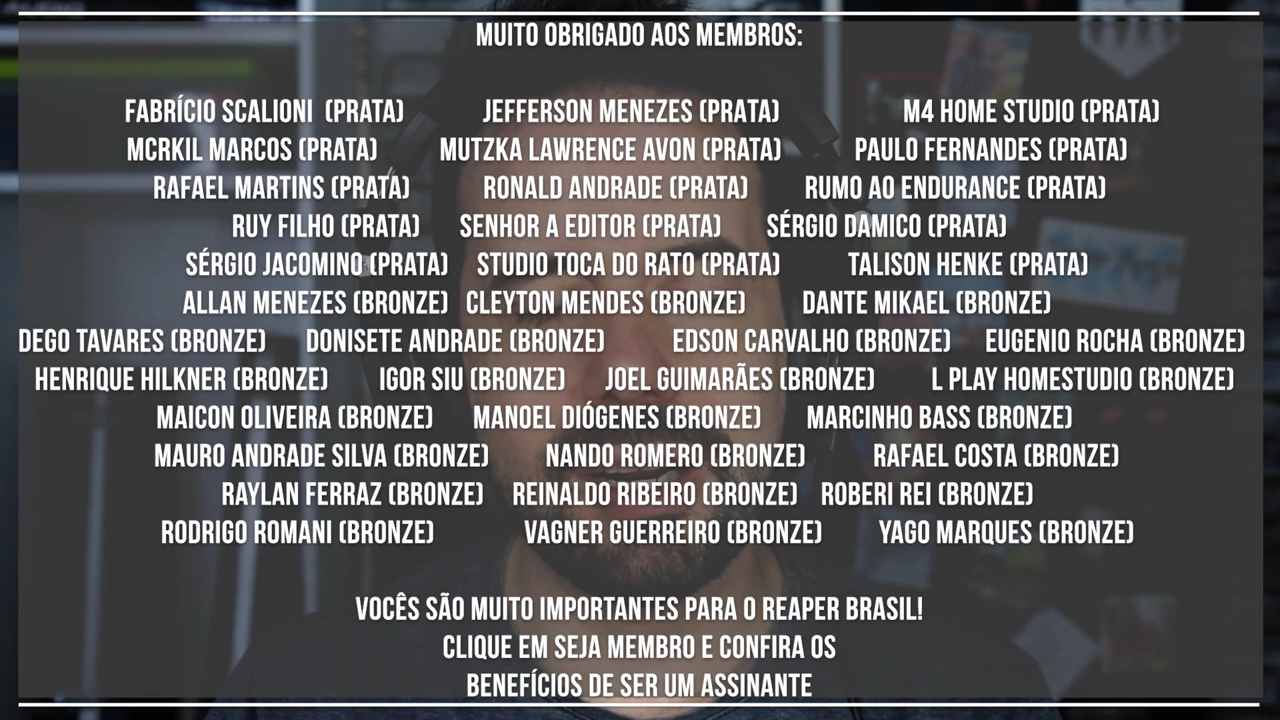 MUITO OBRIGADO AOS MEMBROS:
FABRÍCIO SCALIONI (PRATA) JEFFERSON MENEZES (PRATA) M4 HOME STUDIO (PRATA)
MCRKIL MARCOS (PRATA) MUTZKA LAWRENCE AVON (PRATA) PAULO FERNANDES (PRATA)
RAFAEL MARTINS (PRATA) RONALD ANDRADE (PRATA) RUMO AO ENDURANCE (PRATA)
RUY FILHO (PRATA) SENHOR A EDITOR (PRATA) SÉRGIO DAMICO (PRATA)
SÉRGIO JACOMINO (PRATA) STUDIO TOCA DO RATO (PRATA) TALISON HENKE (PRATA)
ALLAN MENEZES (BRONZE) CLEYTON MENDES (BRONZE) DANTE MIKAEL (BRONZE)
DEGO TAVARES (BRONZE) DONISETE ANDRADE (BRONZE) EDSON CARVALHO (BRONZE) EUGENIO ROCHA (BRONZE)
HENRIQUE HILKNER (BRONZE) IGOR SIU (BRONZE) JOEL GUIMARÃES (BRONZE) L PLAY HOMESTUDIO (BRONZE)
MAICON OLIVEIRA (BRONZE) MANOEL DIÓGENES (BRONZE) MARCINHO BASS (BRONZE)
MAURO ANDRADE SILVA (BRONZE) NANDO ROMERO (BRONZE) RAFAEL COSTA (BRONZE)
RAYLAN FERRAZ (BRONZE) REINALDO RIBEIRO (BRONZE) ROBERI REI (BRONZE)
RODRIGO ROMANI (BRONZE) VAGNER GUERREIRO (BRONZE) YAGO MARQUES (BRONZE)
VOCÊS SÃO MUITO IMPORTANTES PARA O REAPER BRASIL!
CLIQUE EM SEJA MEMBRO E CONFIRA OS
BENEFÍCIOS DE SER UM ASSINANTE